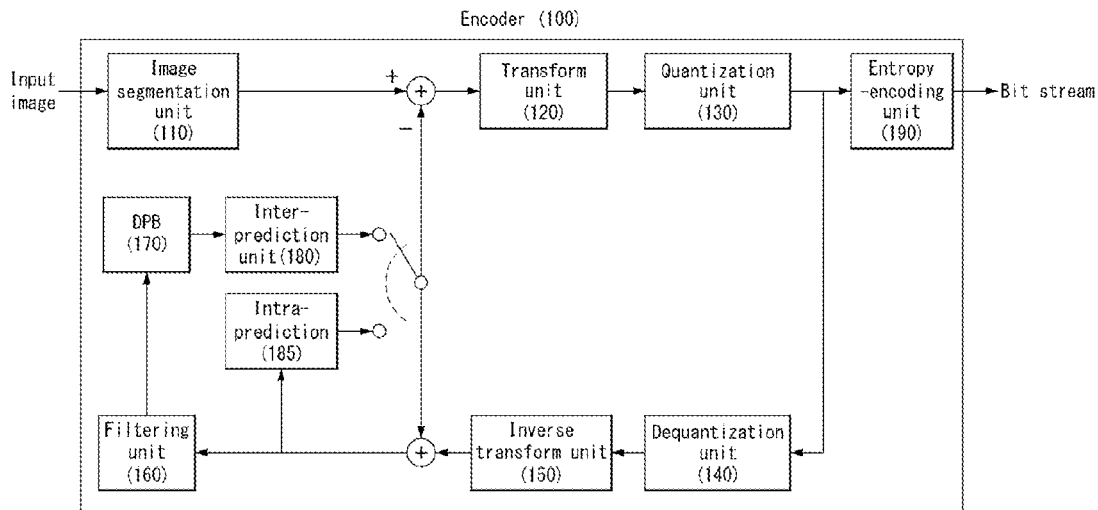 Encoder (100)
Input
image
Image
segmentation
unit
(110)
+
−
+
Transform
unit
(120)
Quantization
unit
(130)
Entropy
-encoding
unit
(190)
Bit stream
DPB
(170)
Inter-
prediction
unit(180)
Intra-
prediction
(185)
Filtering
unit
(160)
+
Inverse
transform unit
(150)
Dequantization
unit
(140)